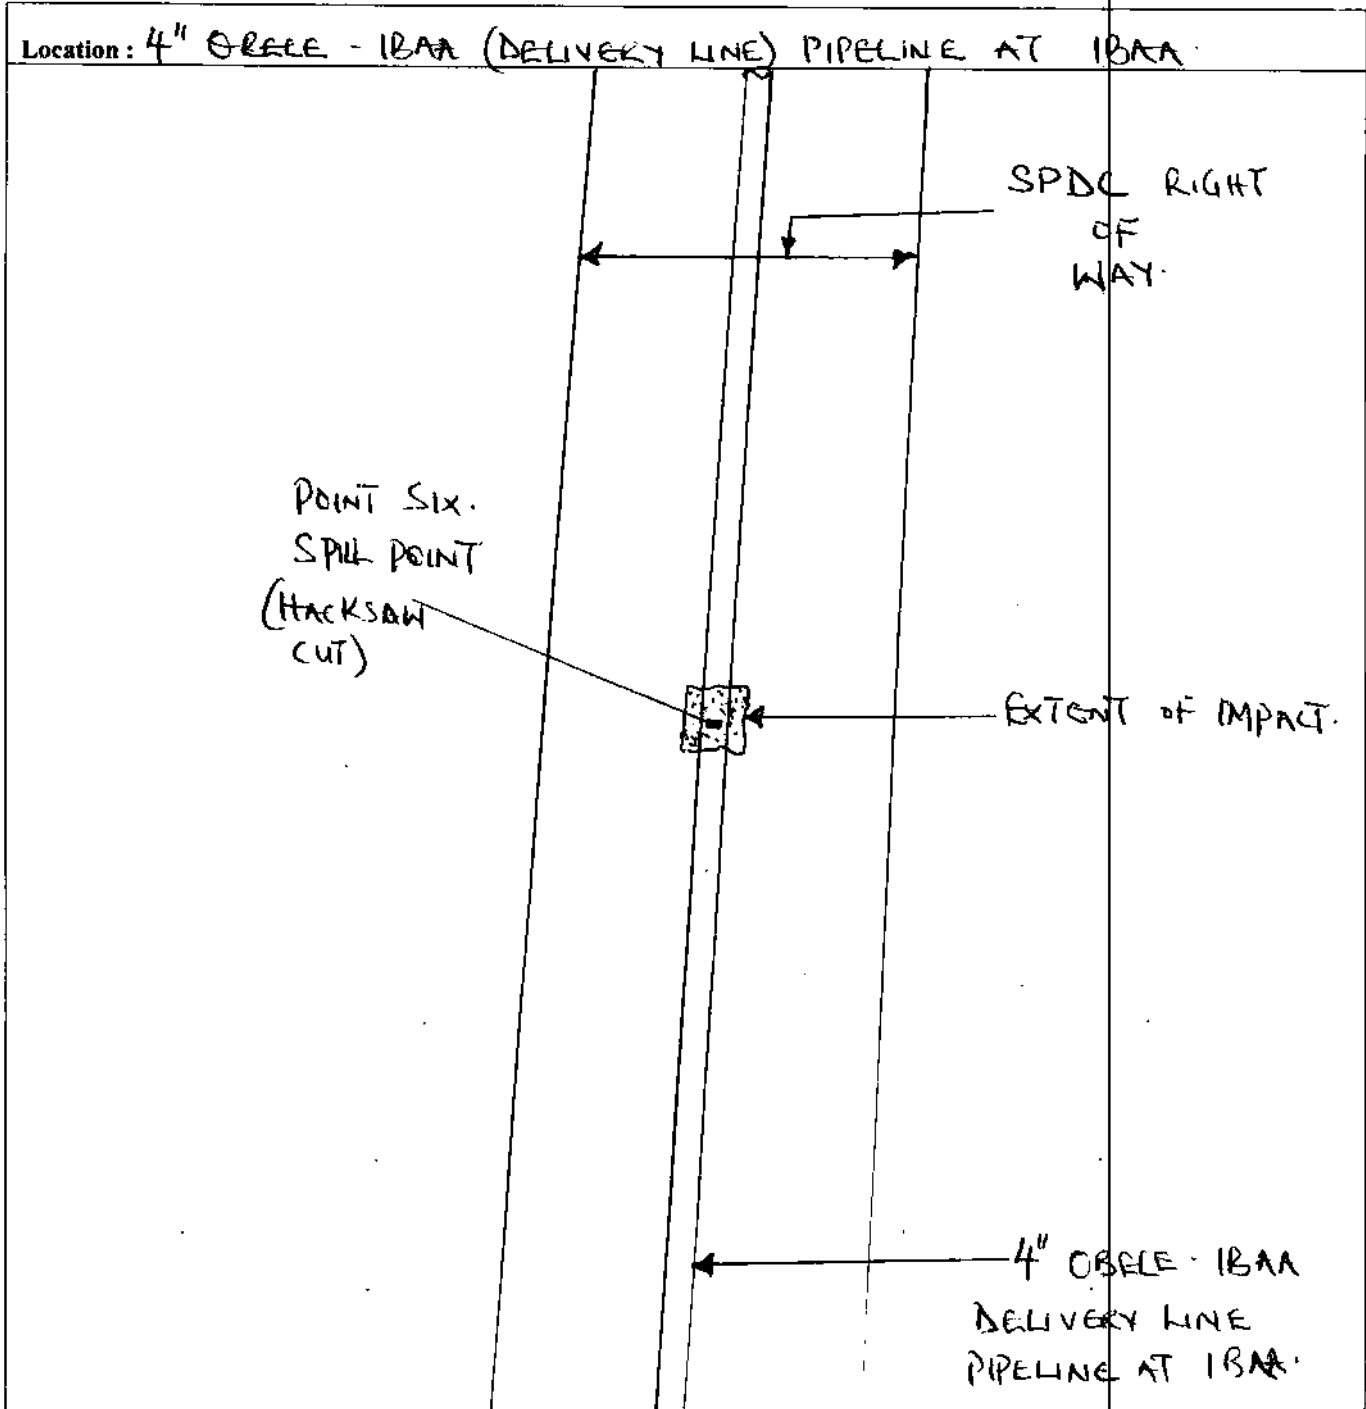 Location : 4" OBELE - IBAA (DELIVERY LINE) PIPELINE AT IBAA.
SPDC RIGHT
OF
WAY.
POINT SIX.
SPILL POINT
(HACKSAW
CUT)
EXTENT OF IMPACT.
4" OBELE - IBAA
DELIVERY LINE
PIPELINE AT IBAA.